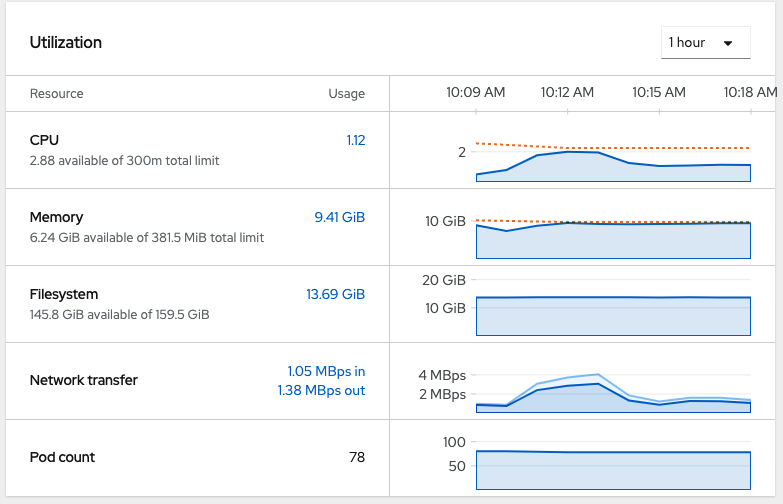 Utilization
1 hour
Resource Usage 10:09 AM 10:12 AM 10:15 AM 10:18 AM
CPU 1.12
2.88 available of 300m total limit
2
Memory 9.41 GiB
6.24 GiB available of 381.5 MiB total limit
10 GiB
Filesystem 13.69 GiB
145.8 GiB available of 159.5 GiB
20 GiB
10 GiB
Network transfer
1.05 MBps in
1.38 MBps out
4 MBps
2 MBps
Pod count 78
100
50